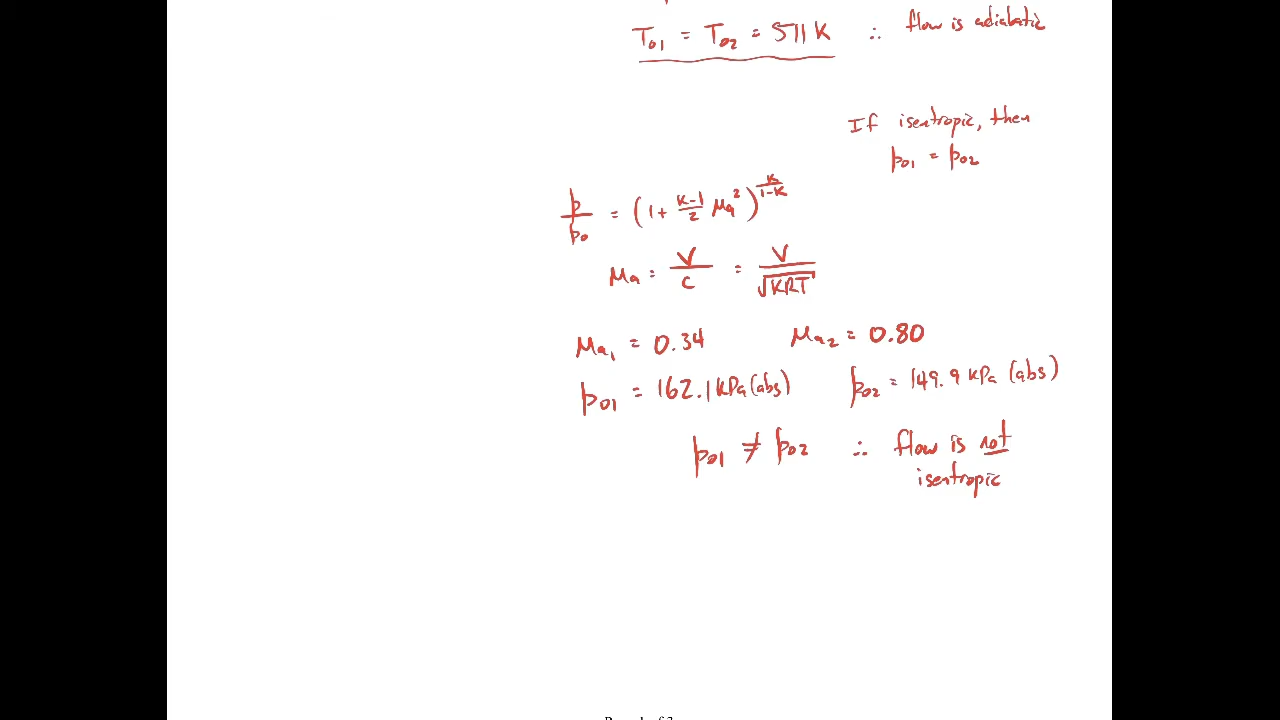 T01 = T02 = 511 K ∴ flow is adiabatic
If isentropic, then
p01 = p02
p/p0 = (1 + (k-1)/2 Ma²)^(k/(1-k))
Ma = V/c = V/√(kRT)
Ma1 = 0.34 Ma2 = 0.80
p01 = 162.1 kPa (abs) p02 = 149.9 kPa (abs)
p01 ≠ p02 ∴ flow is not
isentropic